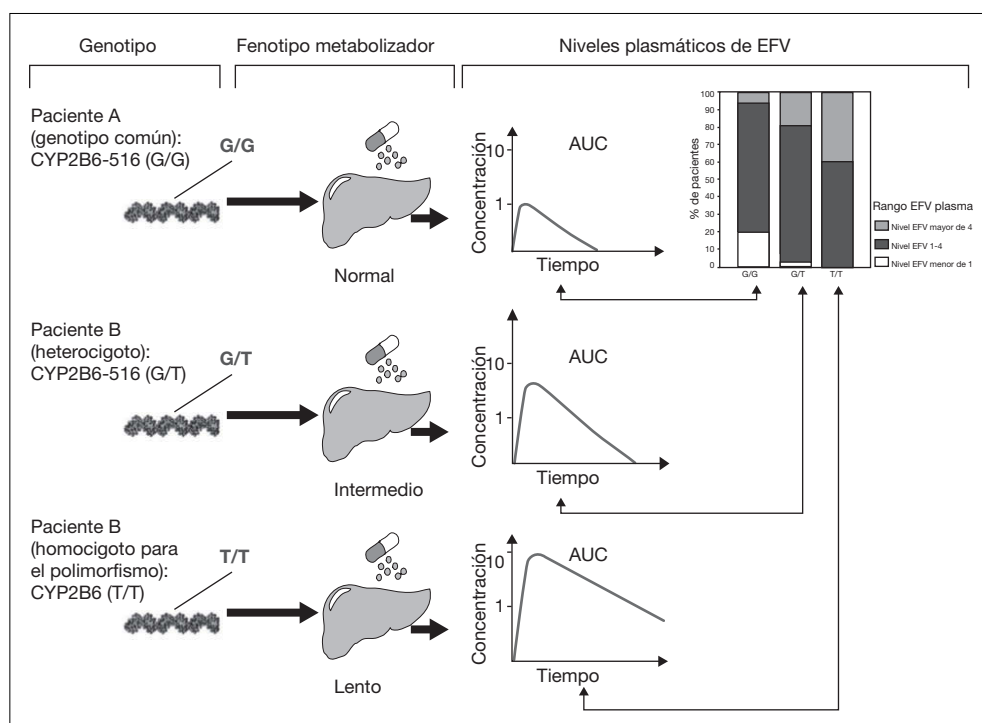 Genotipo
Fenotipo metabolizador
Niveles plasmáticos de EFV
Paciente A
(genotipo común):
CYP2B6-516 (G/G)
G/G
Normal
Concentración
10
1
AUC
Tiempo
% de pacientes
100
90
80
70
60
50
40
30
20
10
0
G/G
G/T
T/T
Rango EFV plasma
Nivel EFV mayor de 4
Nivel EFV 1-4
Nivel EFV menor de 1
Paciente B
(heterocigoto):
CYP2B6-516 (G/T)
G/T
Intermedio
Concentración
10
1
AUC
Tiempo
Paciente B
(homocigoto para
el polimorfismo):
CYP2B6 (T/T)
T/T
Lento
Concentración
10
1
AUC
Tiempo